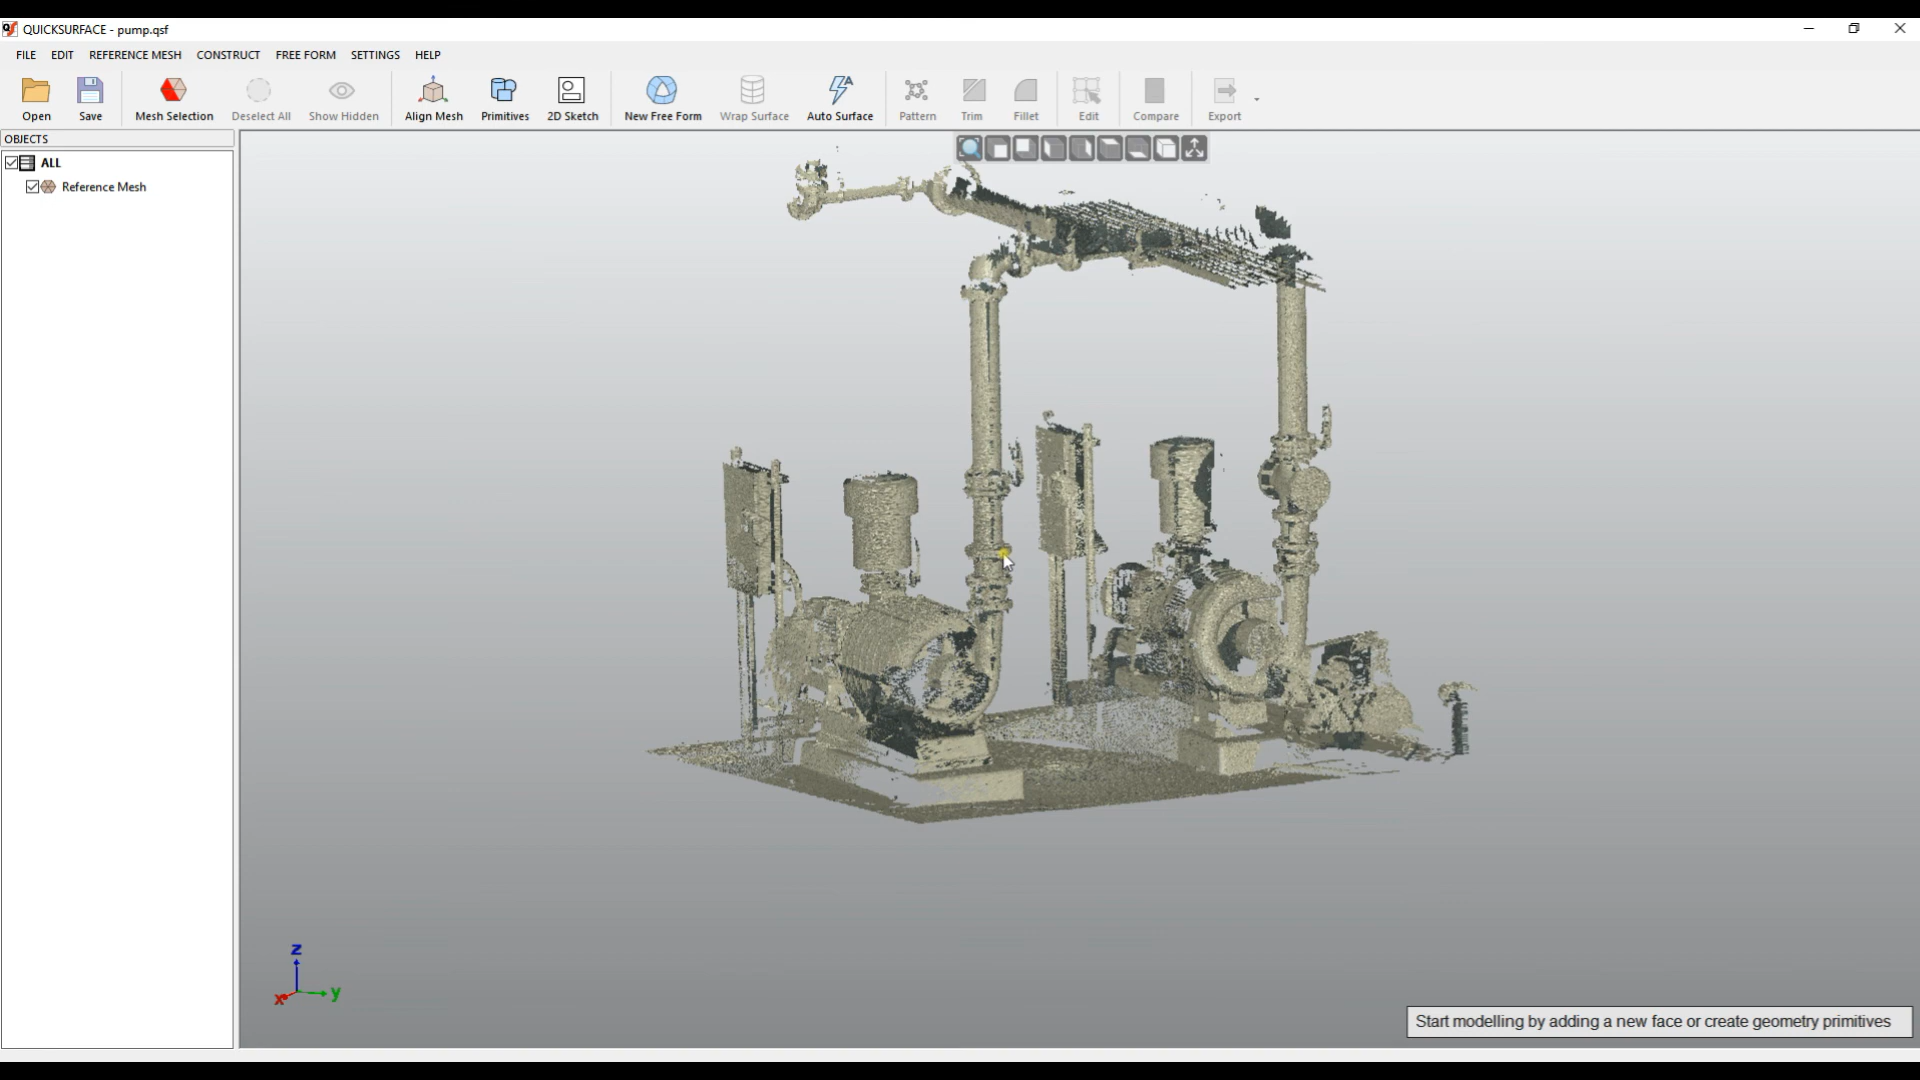 QUICKSURFACE - pump.qsf
FILE EDIT REFERENCE MESH CONSTRUCT FREE FORM SETTINGS HELP
Open Save Mesh Selection Deselect All Show Hidden Align Mesh Primitives 2D Sketch New Free Form Wrap Surface Auto Surface Pattern Trim Fillet Edit Compare Export
OBJECTS
ALL
Reference Mesh
z
x y
Start modelling by adding a new face or create geometry primitives